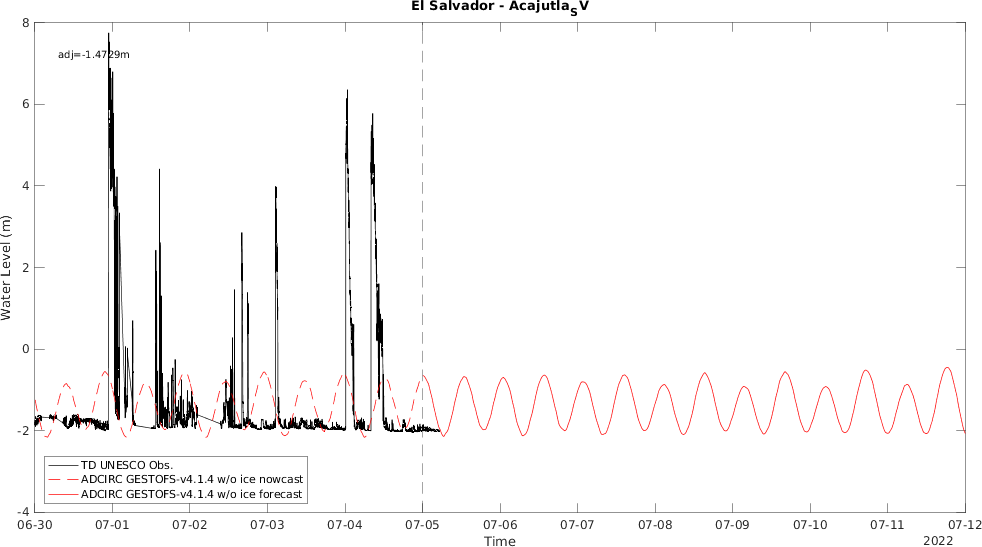 El Salvador - AcajutlaSV
adj=-1.4729m
8
6
4
2
0
-2
-4
Water Level (m)
TD UNESCO Obs.
ADCIRC GESTOFS-v4.1.4 w/o ice nowcast
ADCIRC GESTOFS-v4.1.4 w/o ice forecast
06-30 07-01 07-02 07-03 07-04 07-05 07-06 07-07 07-08 07-09 07-10 07-11 07-12
Time
2022